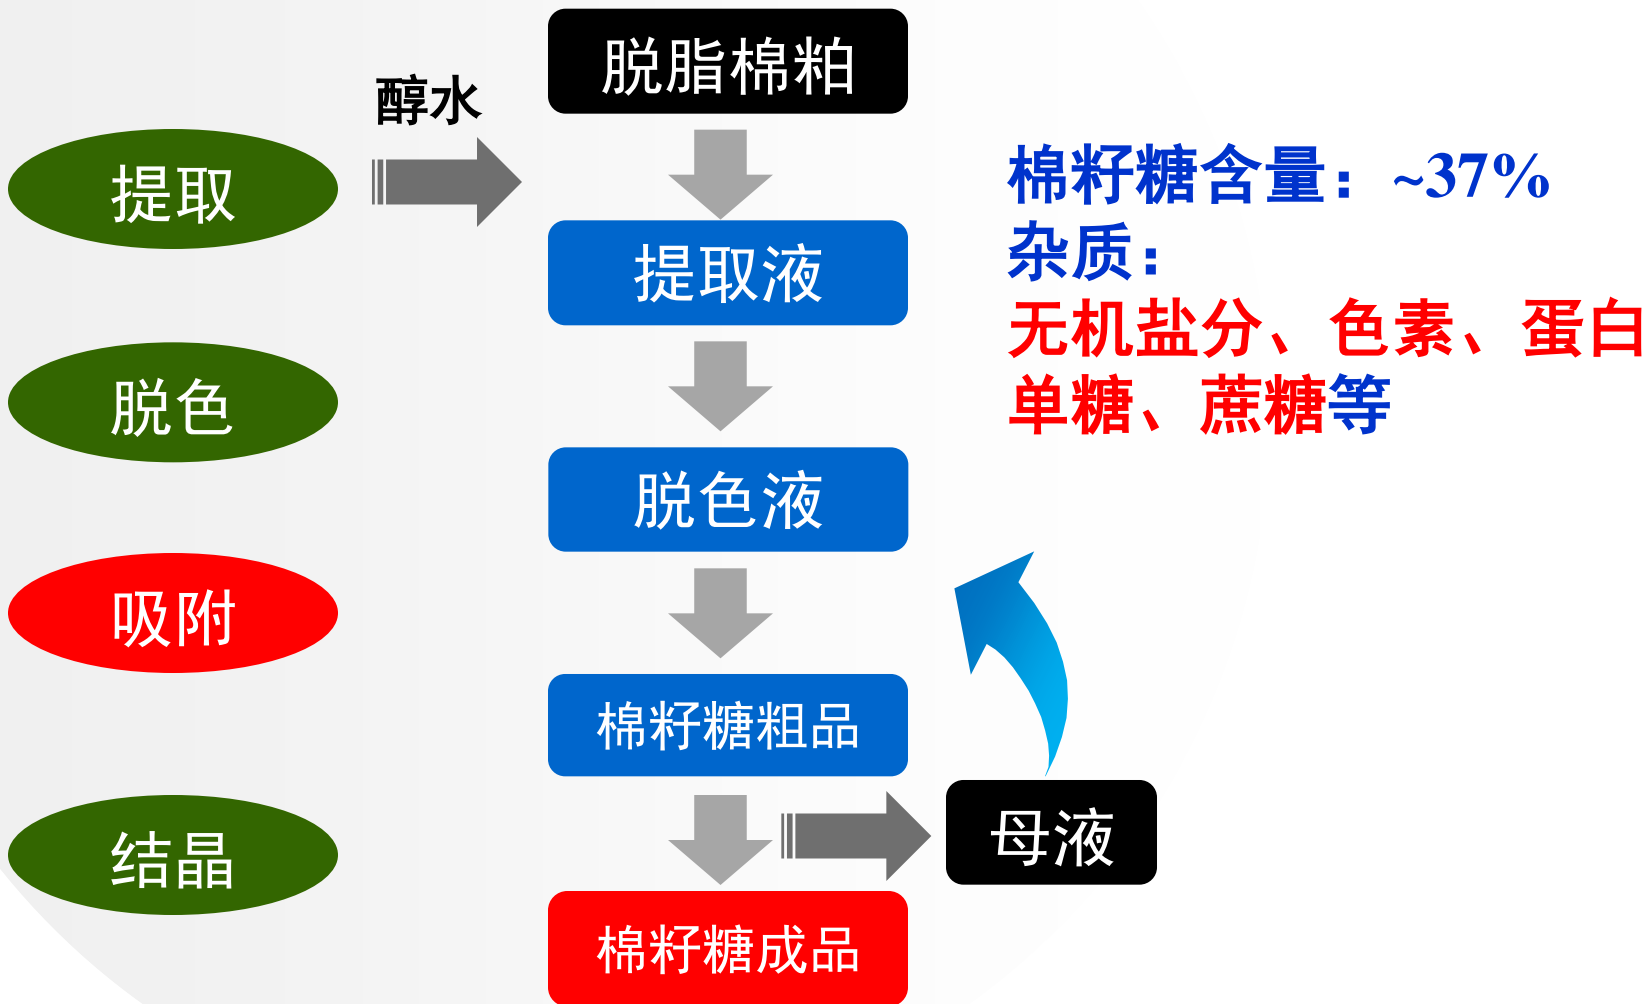 脱脂棉粕
醇水
提取
棉籽糖含量：~37%
杂质：
无机盐分、色素、蛋白
单糖、蔗糖等
提取液
脱色
脱色液
吸附
棉籽糖粗品
结晶
母液
棉籽糖成品